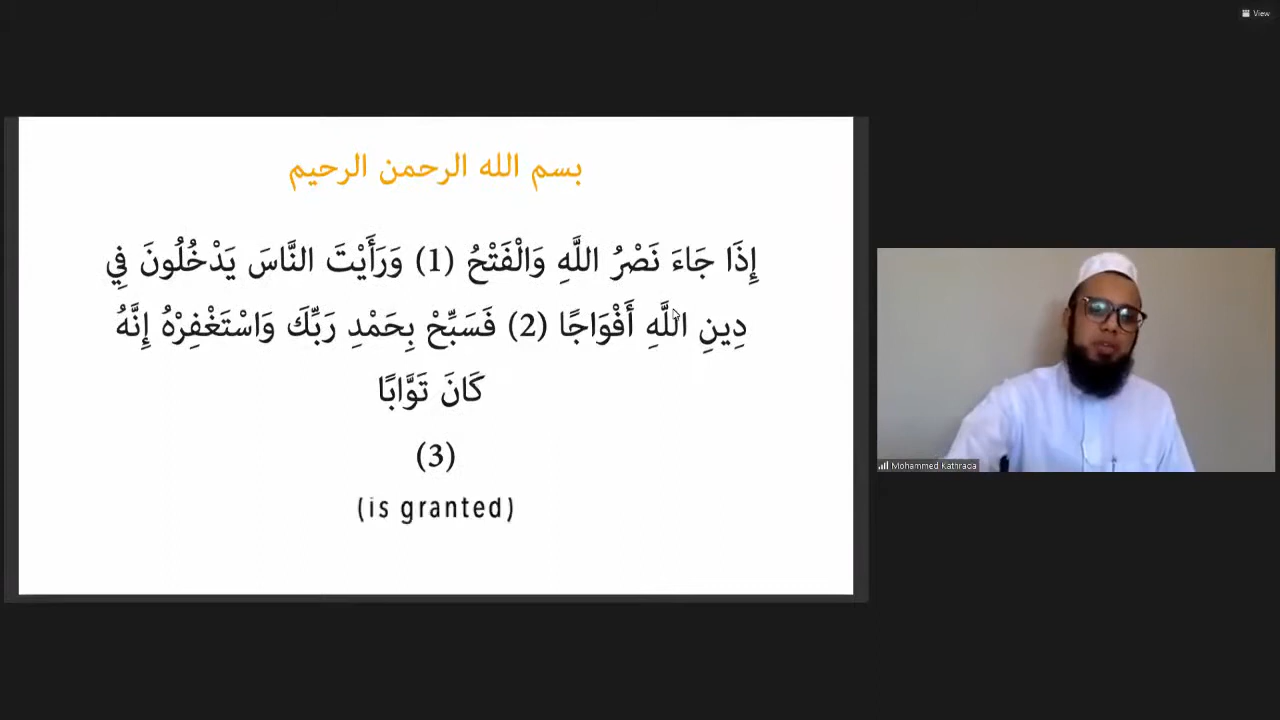 View
بسم الله الرحمن الرحيم
إِذَا جَاءَ نَصْرُ اللَّهِ وَالْفَتْحُ (1) وَرَأَيْتَ النَّاسَ يَدْخُلُونَ فِي
دِينِ اللَّهِ أَفْوَاجًا (2) فَسَبِّحْ بِحَمْدِ رَبِّكَ وَاسْتَغْفِرْهُ إِنَّهُ
كَانَ تَوَّابًا
(3)
(is granted)
Mohammed Kathrada